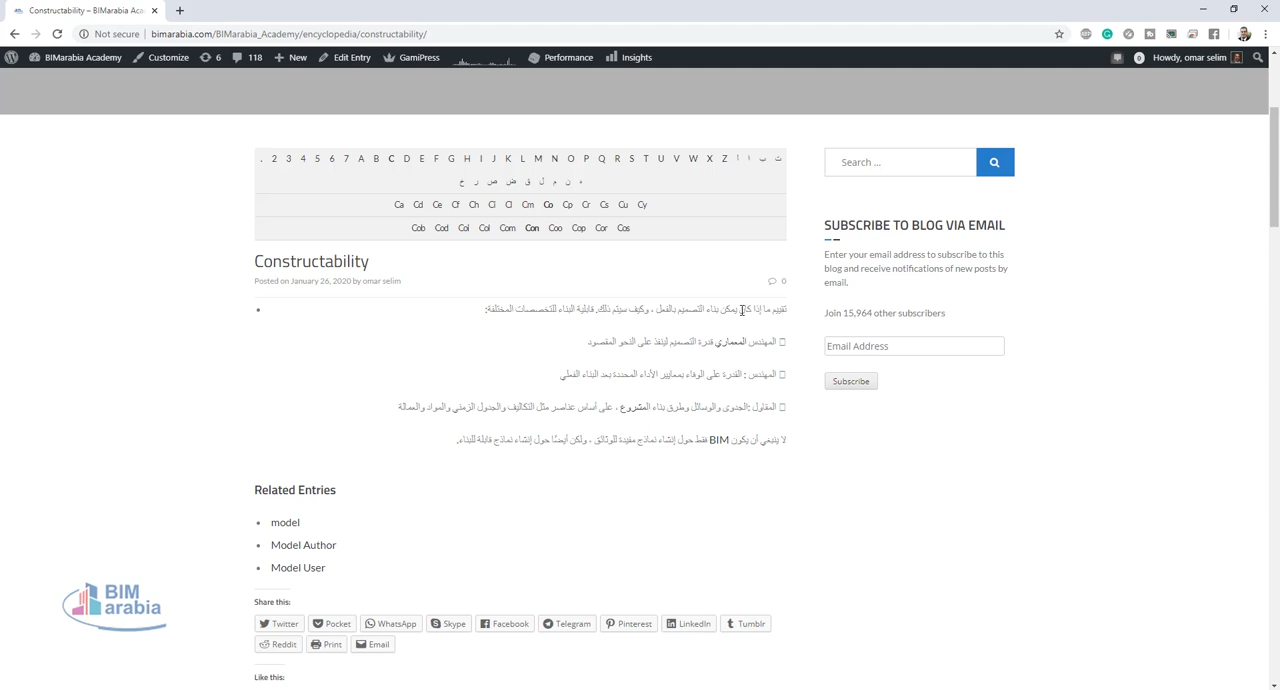 Constructability – BIMarabia Aca
Not secure | bimarabia.com/BIMarabia_Academy/encyclopedia/constructability/
BIMarabia Academy Customize 6 118 New Edit Entry GamiPress Performance Insights 0 Howdy, omar selim
. 2 3 4 5 6 7 A B C D E F G H I J K L M N O P Q R S T U V W X Z آ ا ب ت
ه ن م ل ق ض ص ر خ
Ca Cd Ce Cf Ch CI Cl Cm Co Cp Cr Cs Cu Cy
Cob Cod Col Col Com Con Coo Cop Cor Cos
Constructability
Posted on January 26, 2020 by omar selim
0
تقييم ما إذا كان يمكن بناء التصميم بالفعل ، وكيف سيتم ذلك. قابلية البناء للتخصصات المختلفة:
المهندس المعماري قدرة التصميم لينفذ على النحو المقصود
المهندس : القدرة على الوفاء بمعايير الأداء المحددة بعد البناء الفعلي
المقاول :الجدوى والوسائل وطرق بناء المشروع ، على أساس عناصر مثل التكاليف والجدول الزمني والمواد والعمالة
لا ينبغي أن يكون BIM فقط حول إنشاء نماذج مفيدة للوثائق ، ولكن أيضًا حول إنشاء نماذج قابلة للبناء.
Related Entries
model
Model Author
Model User
Share this:
Twitter Pocket WhatsApp Skype Facebook Telegram Pinterest LinkedIn Tumblr
Reddit Print Email
Like this:
Search ...
SUBSCRIBE TO BLOG VIA EMAIL
Enter your email address to subscribe to this
blog and receive notifications of new posts by
email.
Join 15,964 other subscribers
Email Address
Subscribe
BIM
arabia